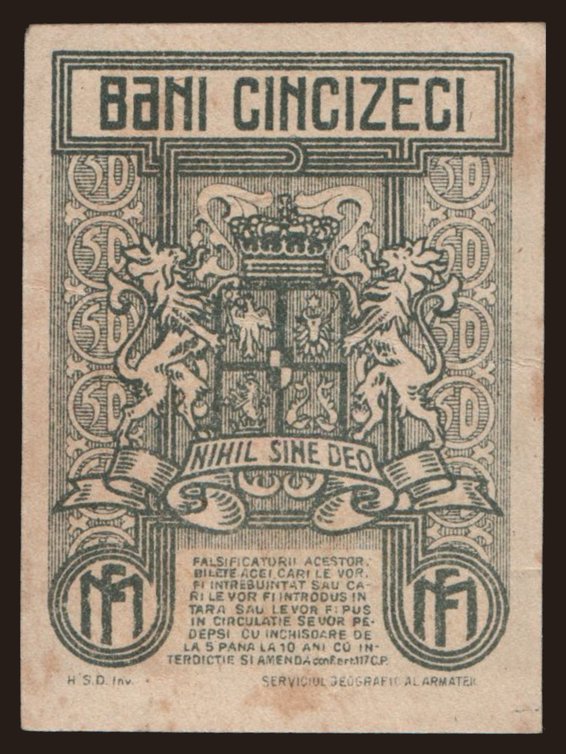 BANI CINCIZECI
50 50
50 50
50 50
50 50
50 50
NIHIL SINE DEO
MF MF
FALSIFICATORII ACESTOR
BILETE ACEI CARI LE VOR
FI INTREBUINTAT SAU CA-
RI LE VOR FI INTRODUS IN
TARA SAU LE VOR FI PUS
IN CIRCULATIE SE VOR PE-
DEPSI CU INCHISOARE DE
LA 5 PANA LA 10 ANI CU IN-
TERDICTIE SI AMENDA conf. art. 117 C.P.
H.S.D. Inv. SERVICIUL GEOGRAFIC AL ARMATEI